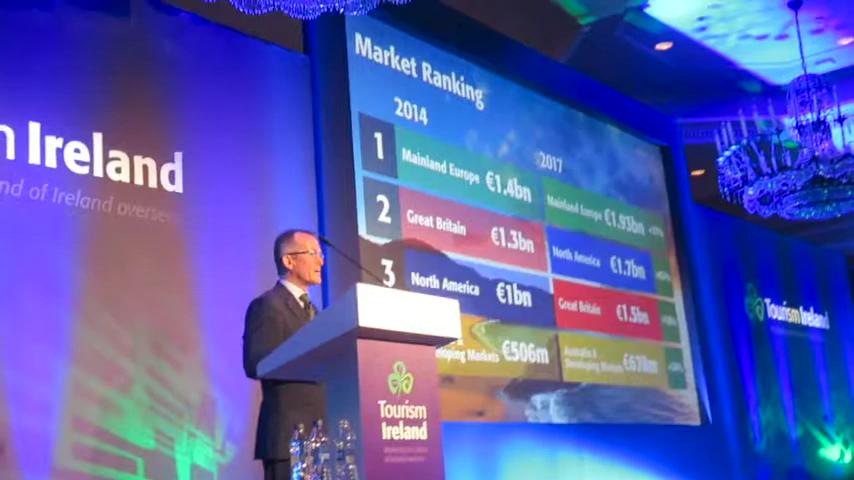 Market Ranking
2014
2017
1
Mainland Europe €1.4bn
Mainland Europe €1.93bn
2
Great Britain €1.3bn
North America €1.7bn
3
North America €1bn
Great Britain €1.5bn
Developing Markets €506m
Australia &
Developing Markets €678m
Ireland
of Ireland
Tourism Ireland
Tourism
Ireland